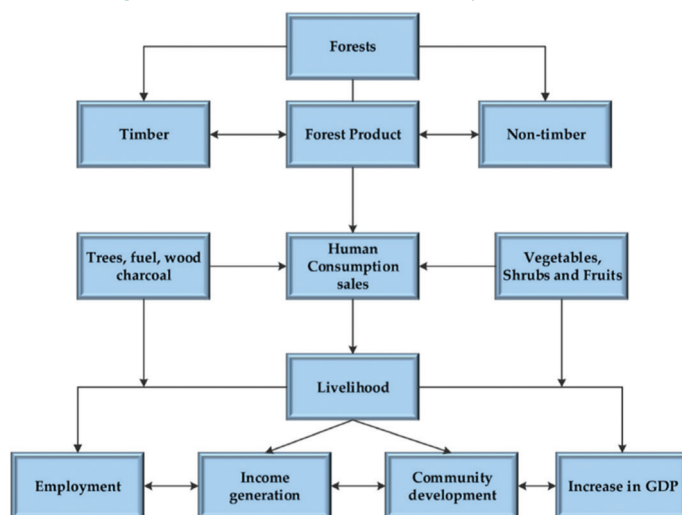 Forests
Timber
Forest Product
Non-timber
Trees, fuel, wood
charcoal
Human
Consumption
sales
Vegetables,
Shrubs and Fruits
Livelihood
Employment
Income
generation
Community
development
Increase in GDP